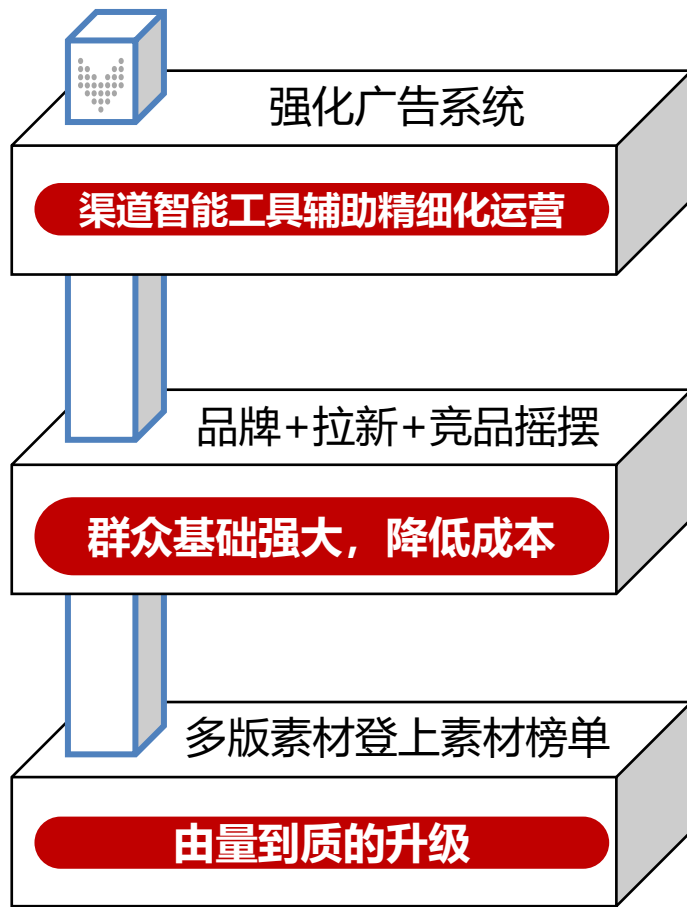 强化广告系统
渠道智能工具辅助精细化运营
品牌+拉新+竞品摇摆
群众基础强大，降低成本
多版素材登上素材榜单
由量到质的升级